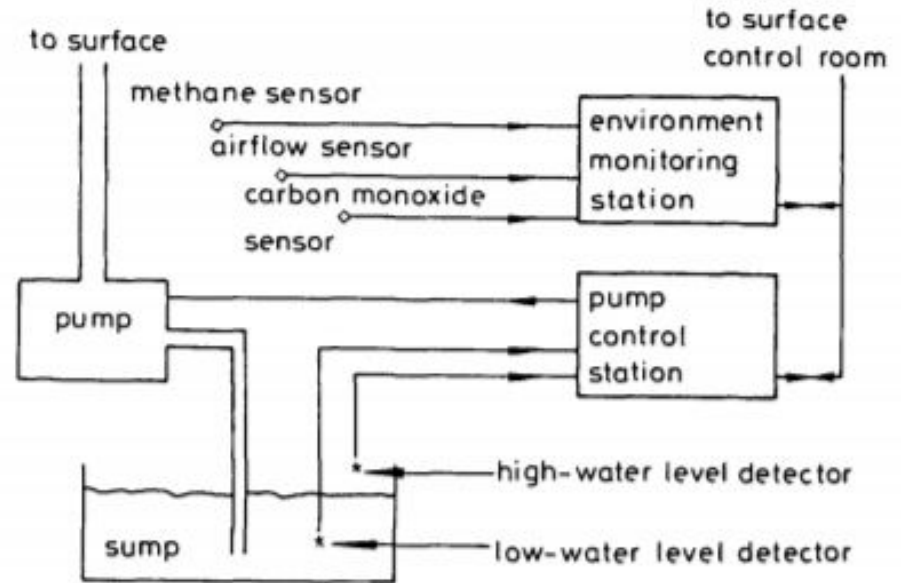 to surface
to surface
control room
methane sensor
airflow sensor
carbon monoxide
sensor
environment
monitoring
station
pump
pump
control
station
high-water level detector
sump
low-water level detector